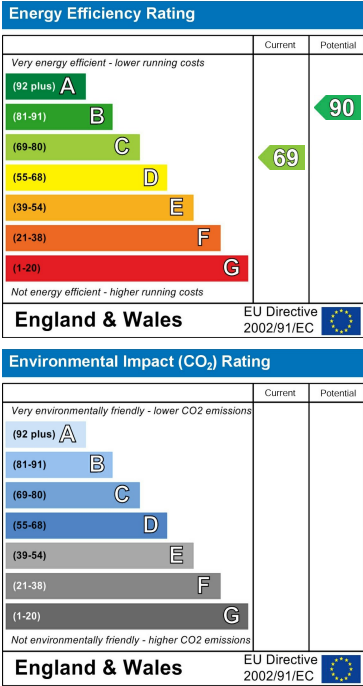 Energy Efficiency Rating
Current Potential
Very energy efficient - lower running costs
(92 plus) A
(81-91) B
(69-80) C
(55-68) D
(39-54) E
(21-38) F
(1-20) G
69
90
Not energy efficient - higher running costs
England & Wales
EU Directive
2002/91/EC
Environmental Impact (CO₂) Rating
Current Potential
Very environmentally friendly - lower CO2 emissions
(92 plus) A
(81-91) B
(69-80) C
(55-68) D
(39-54) E
(21-38) F
(1-20) G
Not environmentally friendly - higher CO2 emissions
England & Wales
EU Directive
2002/91/EC